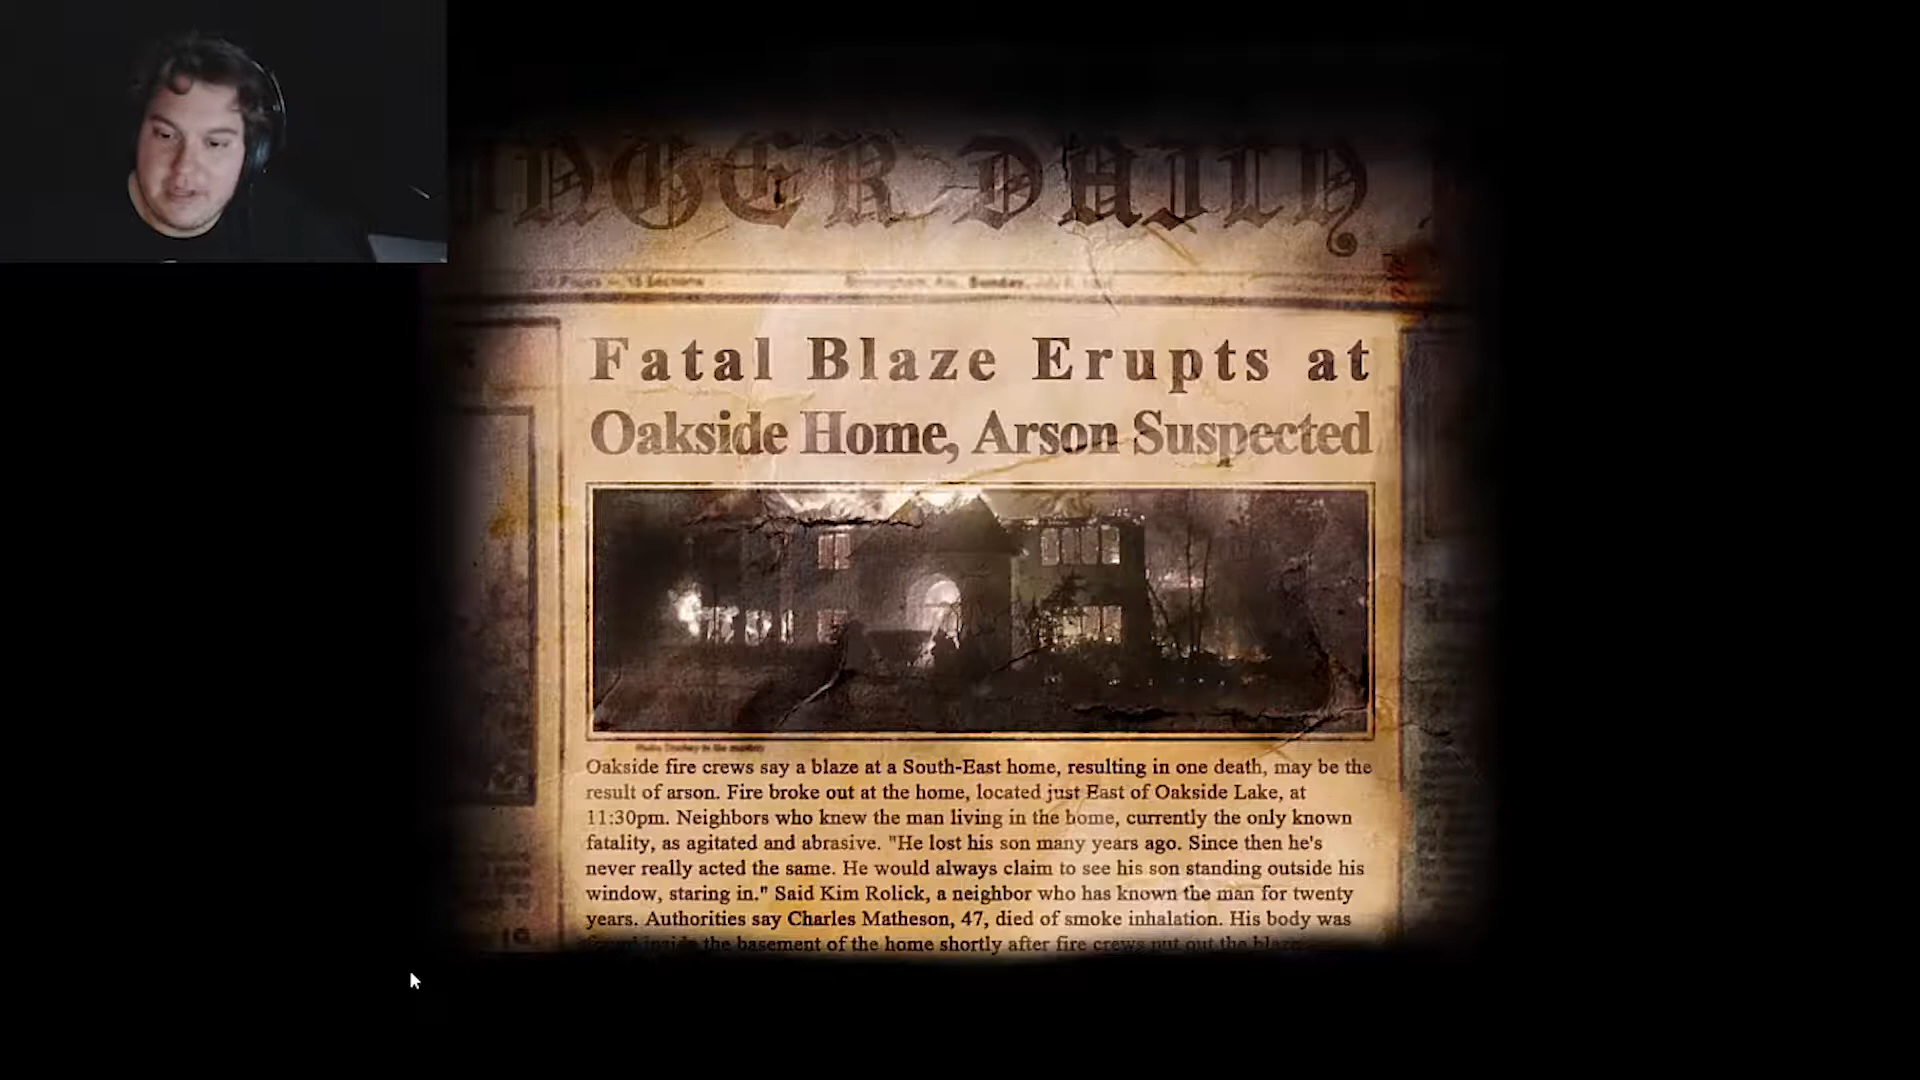 DAILY
Sunday,
Fatal Blaze Erupts at
Oakside Home, Arson Suspected
Oakside fire crews say a blaze at a South-East home, resulting in one death, may be the
result of arson. Fire broke out at the home, located just East of Oakside Lake, at
11:30pm. Neighbors who knew the man living in the home, currently the only known
fatality, as agitated and abrasive. "He lost his son many years ago. Since then he's
never really acted the same. He would always claim to see his son standing outside his
window, staring in." Said Kim Rolick, a neighbor who has known the man for twenty
years. Authorities say Charles Matheson, 47, died of smoke inhalation. His body was
the basement of the home shortly after fire crews put out the